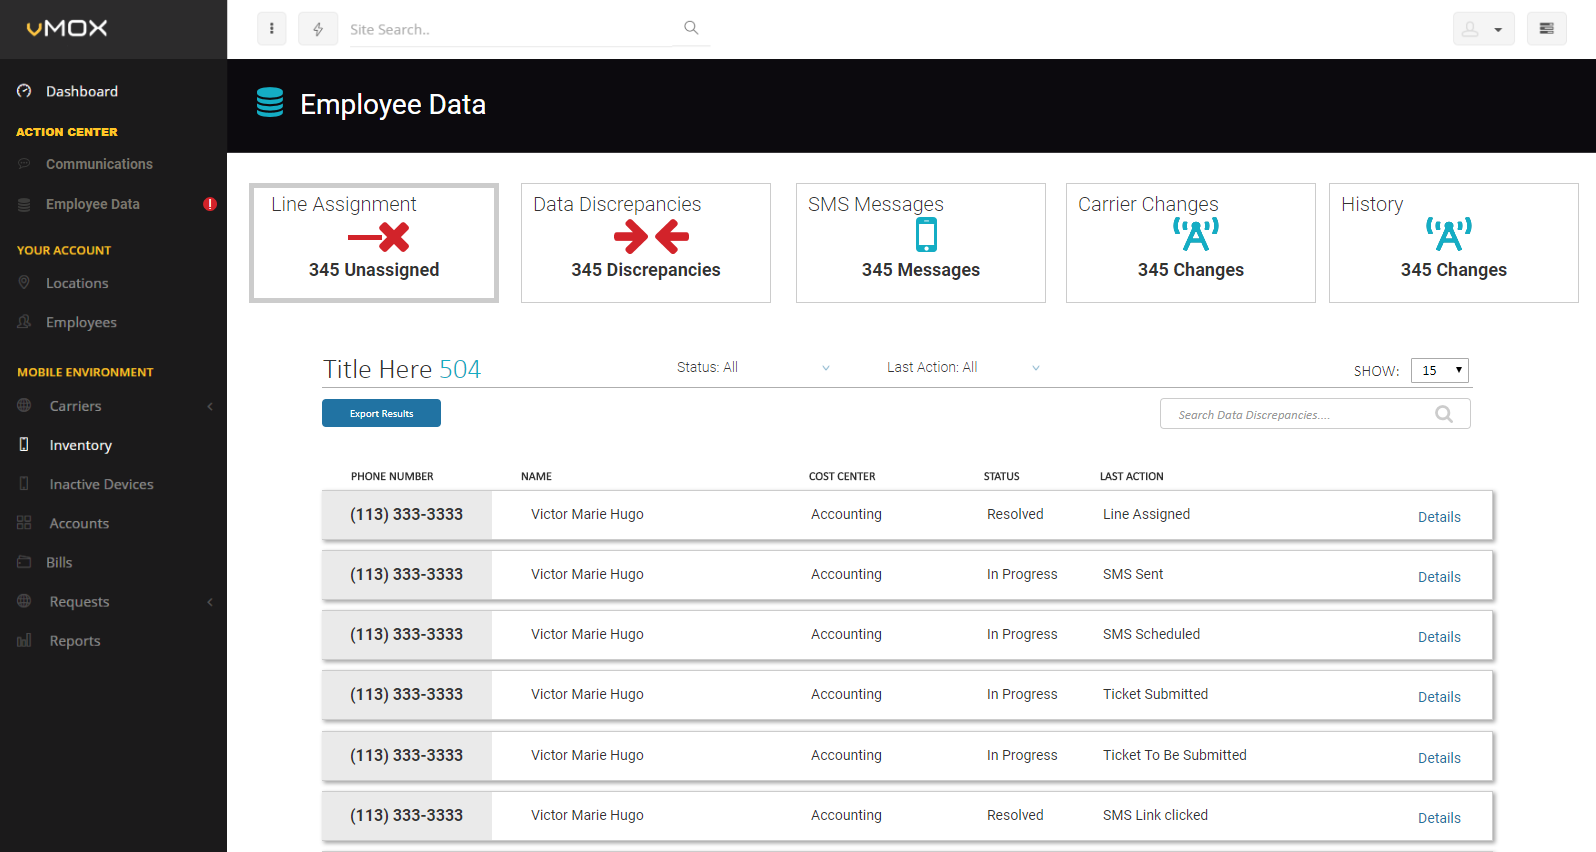 vMOX
Site Search..
Dashboard
ACTION CENTER
Communications
Employee Data
!
YOUR ACCOUNT
Locations
Employees
MOBILE ENVIRONMENT
Carriers
Inventory
Inactive Devices
Accounts
Bills
Requests
Reports
Employee Data
Line Assignment
345 Unassigned
Data Discrepancies
345 Discrepancies
SMS Messages
345 Messages
Carrier Changes
345 Changes
History
345 Changes
Title Here 504
Status: All
Last Action: All
SHOW: 15
Export Results
Search Data Discrepancies....
PHONE NUMBER NAME COST CENTER STATUS LAST ACTION
(113) 333-3333 Victor Marie Hugo Accounting Resolved Line Assigned Details
(113) 333-3333 Victor Marie Hugo Accounting In Progress SMS Sent Details
(113) 333-3333 Victor Marie Hugo Accounting In Progress SMS Scheduled Details
(113) 333-3333 Victor Marie Hugo Accounting In Progress Ticket Submitted Details
(113) 333-3333 Victor Marie Hugo Accounting In Progress Ticket To Be Submitted Details
(113) 333-3333 Victor Marie Hugo Accounting Resolved SMS Link clicked Details